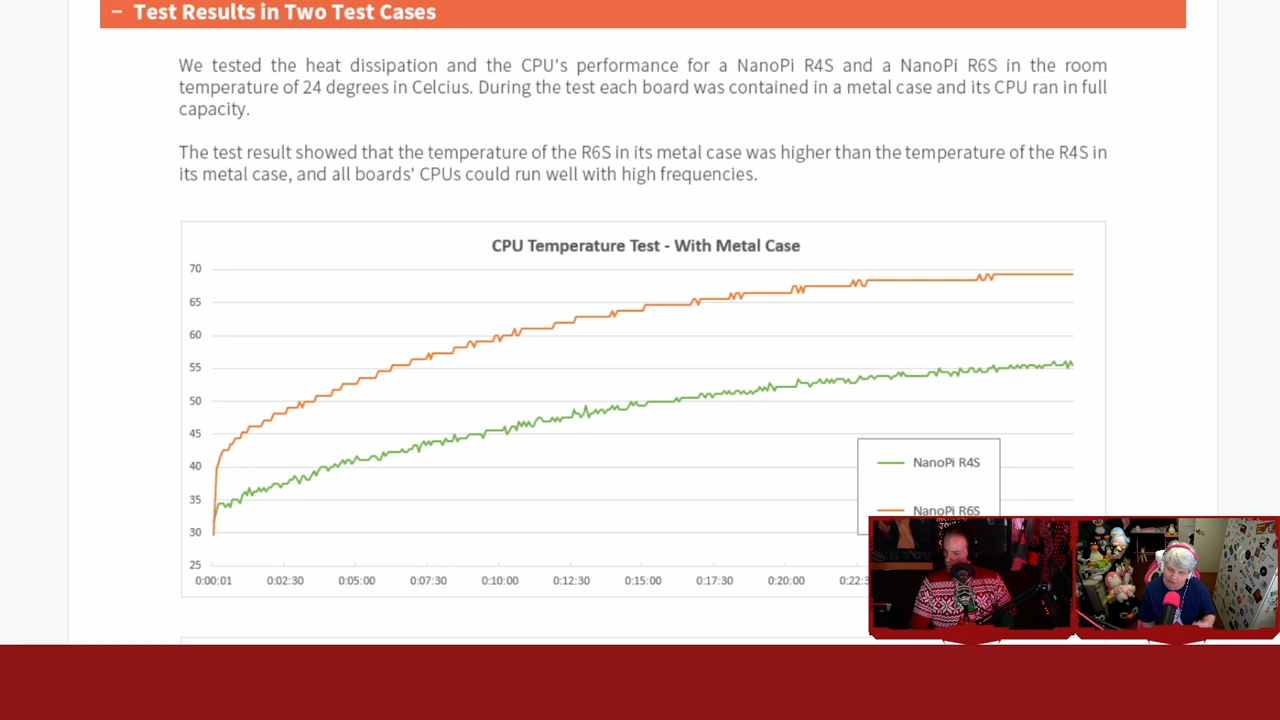 − Test Results in Two Test Cases
We tested the heat dissipation and the CPU's performance for a NanoPi R4S and a NanoPi R6S in the room
temperature of 24 degrees in Celcius. During the test each board was contained in a metal case and its CPU ran in full
capacity.
The test result showed that the temperature of the R6S in its metal case was higher than the temperature of the R4S in
its metal case, and all boards' CPUs could run well with high frequencies.
CPU Temperature Test - With Metal Case
70
65
60
55
50
45
40
35
30
25
NanoPi R4S
NanoPi R6S
0:00:01 0:02:30 0:05:00 0:07:30 0:10:00 0:12:30 0:15:00 0:17:30 0:20:00 0:22:3